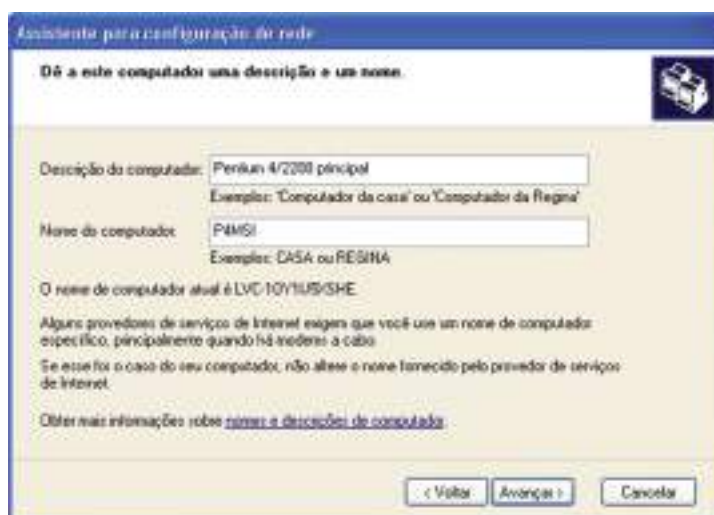 Assistente para configuração de rede
Dê a este computador uma descrição e um nome.
Descrição do computador: Pentium 4/2200 principal
Exemplos: 'Computador da casa' ou 'Computador da Regina'
Nome do computador: P4MSI
Exemplos: CASA ou REGINA
O nome de computador atual é
Alguns provedores de serviços de Internet exigem que você use um nome de computador
específico, principalmente quando há modems a cabo.
Se esse foi o caso do seu computador, não altere o nome fornecido pelo provedor de serviços
de Internet.
Obter mais informações sobre nomes e descrições de computador.
< Voltar Avançar > Cancelar